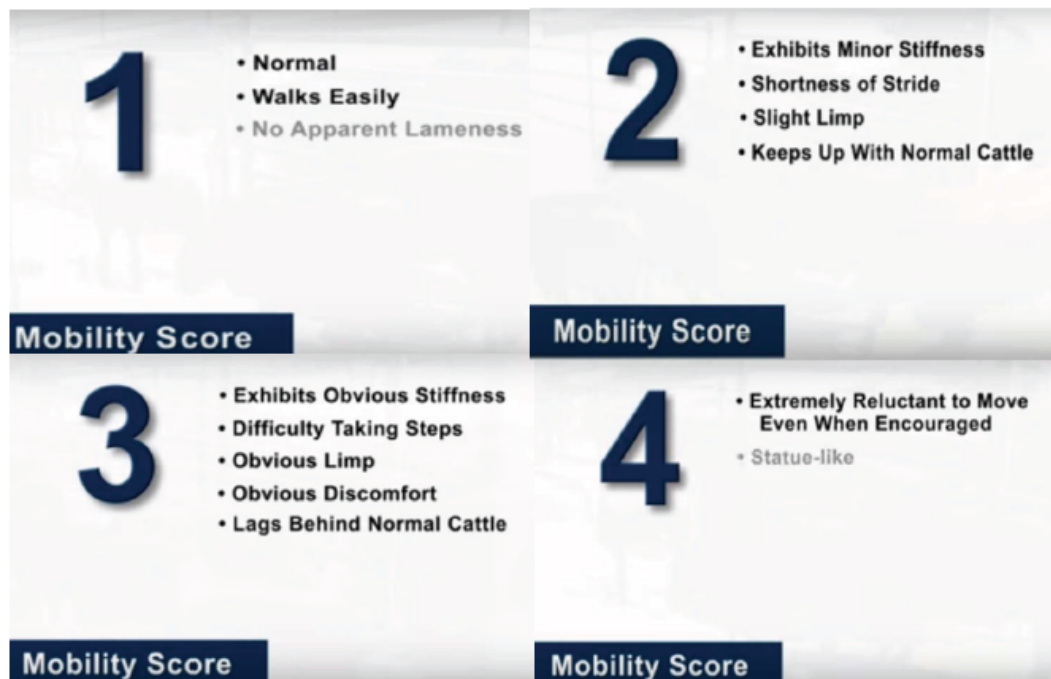 1
• Normal
• Walks Easily
• No Apparent Lameness
Mobility Score
2
• Exhibits Minor Stiffness
• Shortness of Stride
• Slight Limp
• Keeps Up With Normal Cattle
Mobility Score
3
• Exhibits Obvious Stiffness
• Difficulty Taking Steps
• Obvious Limp
• Obvious Discomfort
• Lags Behind Normal Cattle
Mobility Score
4
• Extremely Reluctant to Move
Even When Encouraged
• Statue-like
Mobility Score